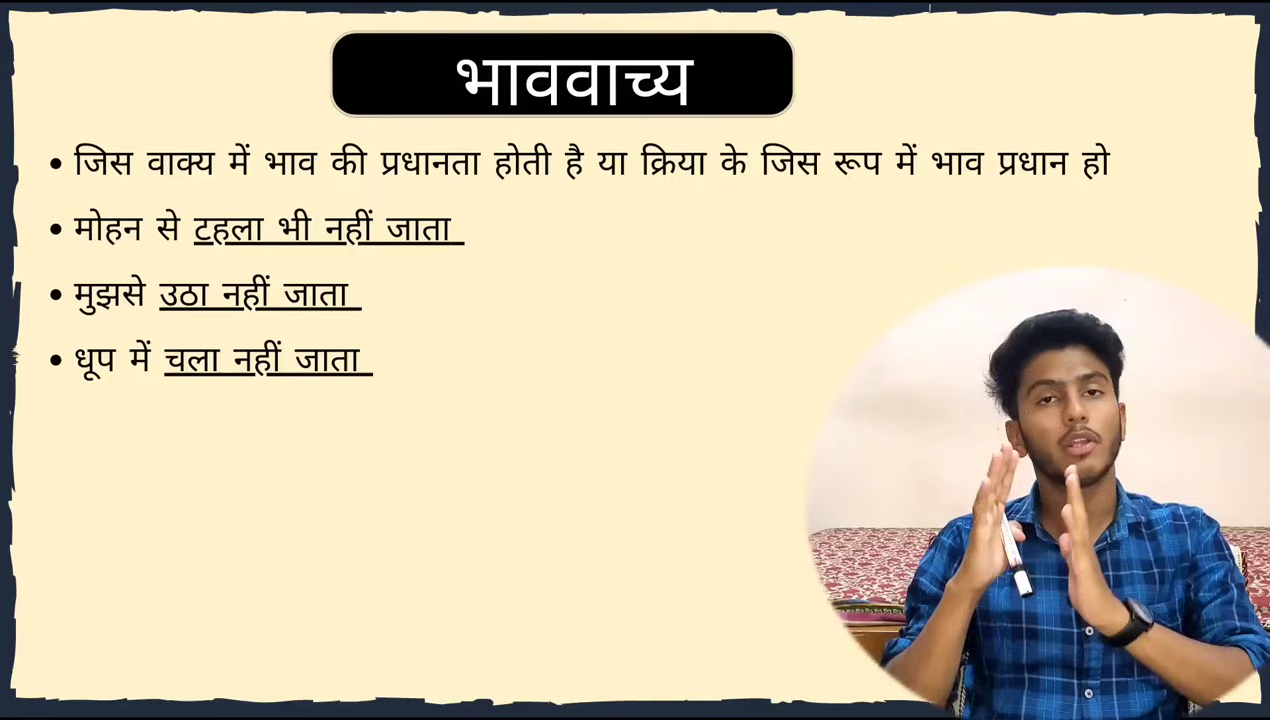 भाववाच्य
• जिस वाक्य में भाव की प्रधानता होती है या क्रिया के जिस रूप में भाव प्रधान हो
• मोहन से टहला भी नहीं जाता
• मुझसे उठा नहीं जाता
• धूप में चला नहीं जाता